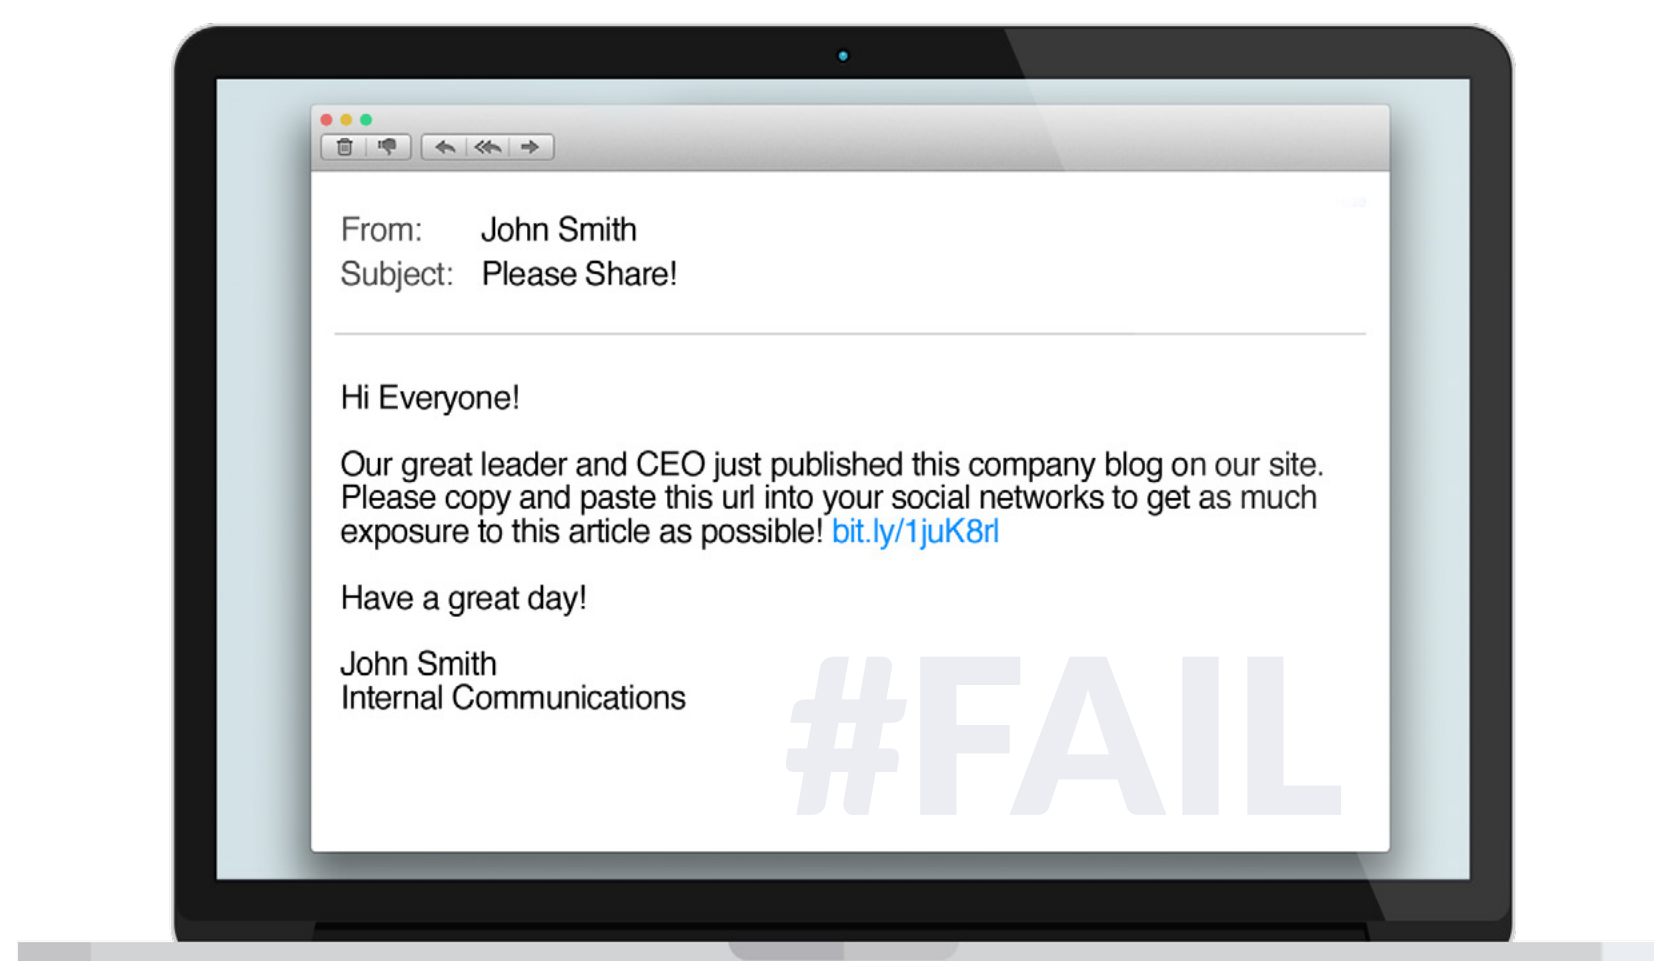 From: John Smith
Subject: Please Share!
Hi Everyone!
Our great leader and CEO just published this company blog on our site.
Please copy and paste this url into your social networks to get as much
exposure to this article as possible! bit.ly/1juK8rl
Have a great day!
John Smith
Internal Communications
#FAIL